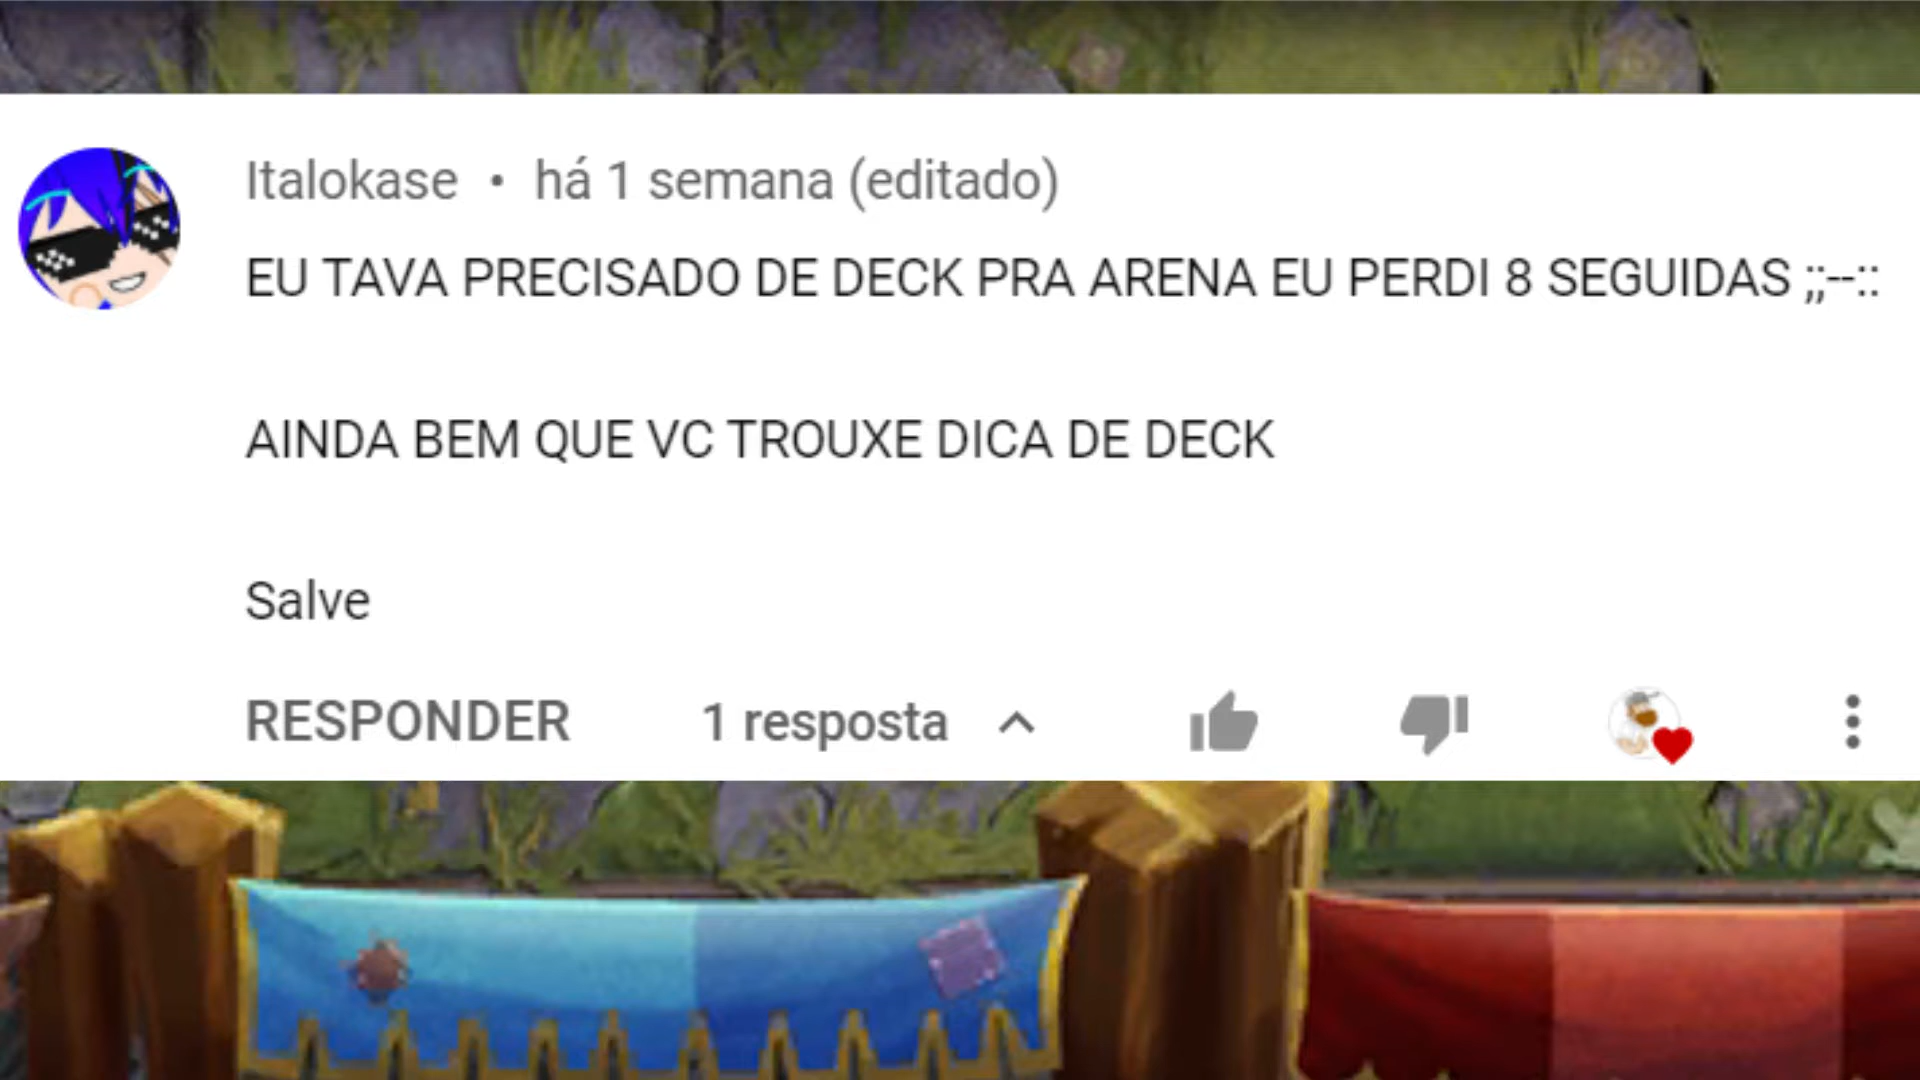 Italokase • há 1 semana (editado)
EU TAVA PRECISADO DE DECK PRA ARENA EU PERDI 8 SEGUIDAS ;;--::
AINDA BEM QUE VC TROUXE DICA DE DECK
Salve
RESPONDER 1 resposta